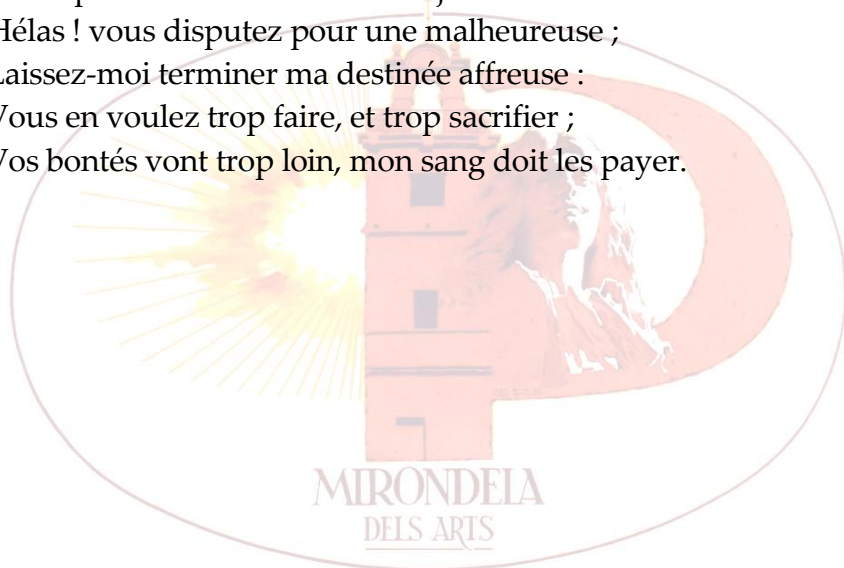 Hélas ! vous disputez pour une malheureuse ;
Laissez-moi terminer ma destinée affreuse :
Vous en voulez trop faire, et trop sacrifier ;
Vos bontés vont trop loin, mon sang doit les payer.
MIRONDELA
DELS ARTS